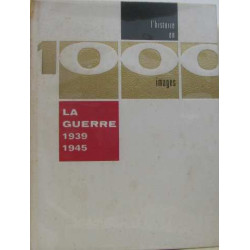 l'histoire en
1000
images
LA
GUERRE
1939
1945